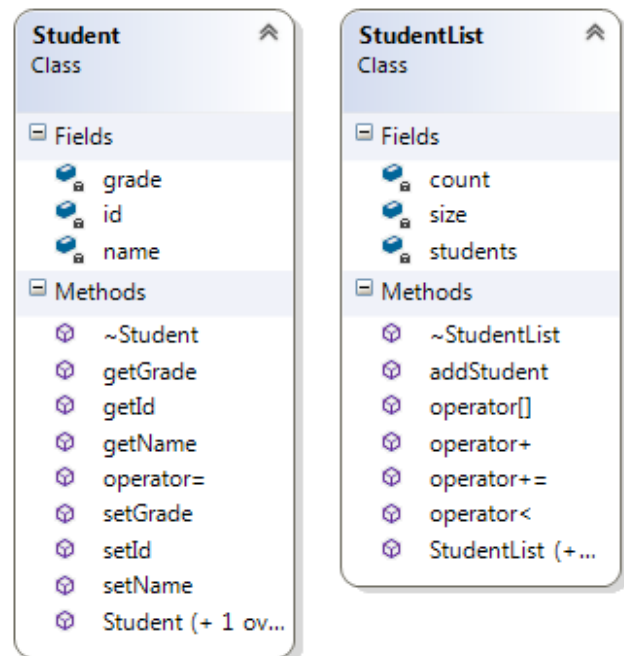 Student
Class
Fields
grade
id
name
Methods
~Student
getGrade
getId
getName
operator=
setGrade
setId
setName
Student (+ 1 ov...
StudentList
Class
Fields
count
size
students
Methods
~StudentList
addStudent
operator[]
operator+
operator+=
operator<
StudentList (+...